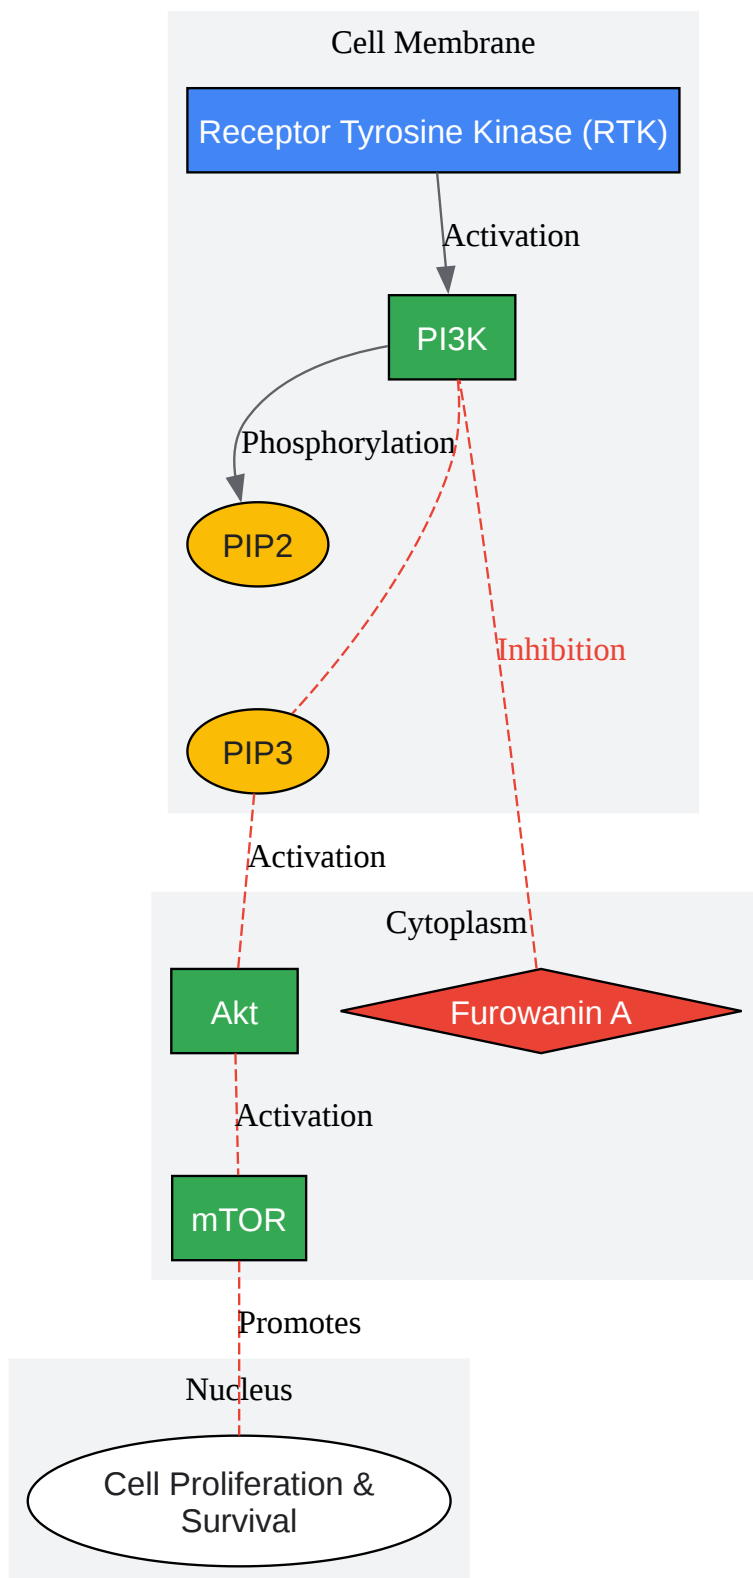 Cell Membrane
Receptor Tyrosine Kinase (RTK)
Activation
PI3K
Phosphorylation
PIP2
Inhibition
PIP3
Activation
Cytoplasm
Akt
Furowanin A
Activation
mTOR
Promotes
Nucleus
Cell Proliferation &
Survival